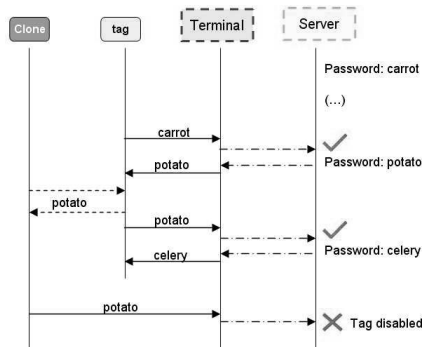 Clone
tag
Terminal
Server
Password: carrot
(...)
carrot
potato
Password: potato
potato
potato
celery
Password: celery
potato
Tag disabled